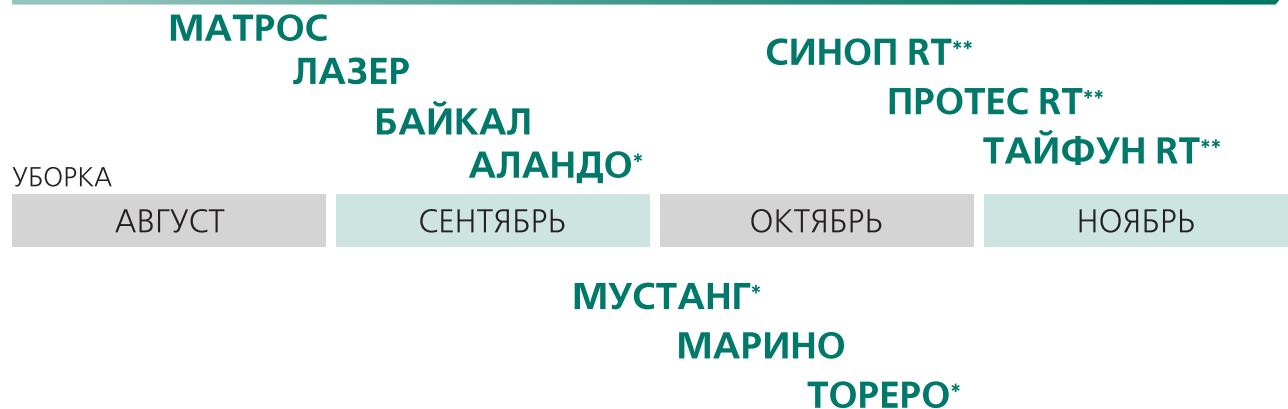 МАТРОС
ЛАЗЕР
БАЙКАЛ
АЛАНДО*
СИНОП RT**
ПРОТЕС RT**
ТАЙФУН RT**
УБОРКА
АВГУСТ СЕНТЯБРЬ ОКТЯБРЬ НОЯБРЬ
МУСТАНГ*
МАРИНО
ТОРЕРО*